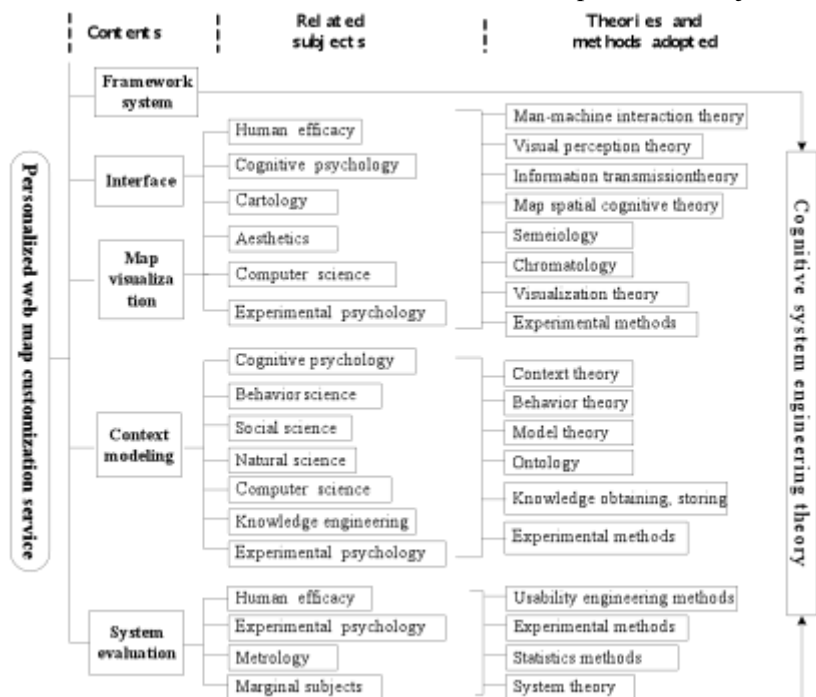 Contents
Related
subjects
Theories and
methods adopted
Personalized web map customization service
Framework
system
Interface
Map
visualiza
tion
Human efficacy
Cognitive psychology
Cartology
Aesthetics
Computer science
Experimental psychology
Man-machine interaction theory
Visual perception theory
Information transmissiontheory
Map spatial cognitive theory
Semeiology
Chromatology
Visualization theory
Experimental methods
Context
modeling
Cognitive psychology
Behavior science
Social science
Natural science
Computer science
Knowledge engineering
Experimental psychology
Context theory
Behavior theory
Model theory
Ontology
Knowledge obtaining, storing
Experimental methods
System
evaluation
Human efficacy
Experimental psychology
Metrology
Marginal subjects
Usability engineering methods
Experimental methods
Statistics methods
System theory
Cognitive system engineering theory